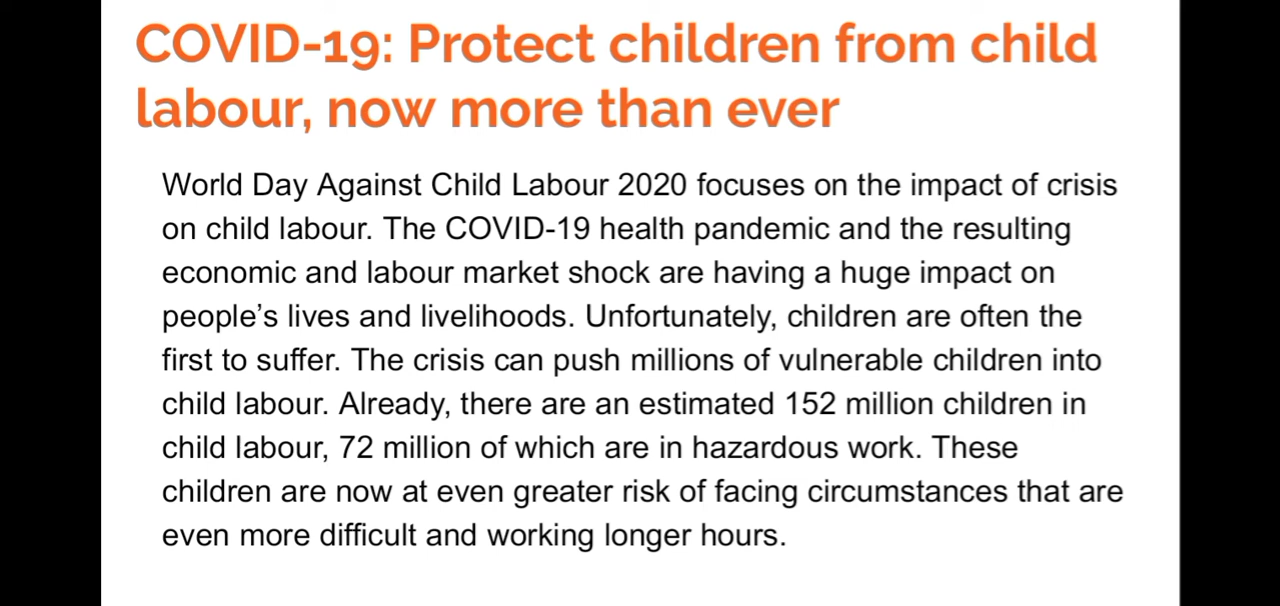 COVID-19: Protect children from child
labour, now more than ever
World Day Against Child Labour 2020 focuses on the impact of crisis
on child labour. The COVID-19 health pandemic and the resulting
economic and labour market shock are having a huge impact on
people’s lives and livelihoods. Unfortunately, children are often the
first to suffer. The crisis can push millions of vulnerable children into
child labour. Already, there are an estimated 152 million children in
child labour, 72 million of which are in hazardous work. These
children are now at even greater risk of facing circumstances that are
even more difficult and working longer hours.